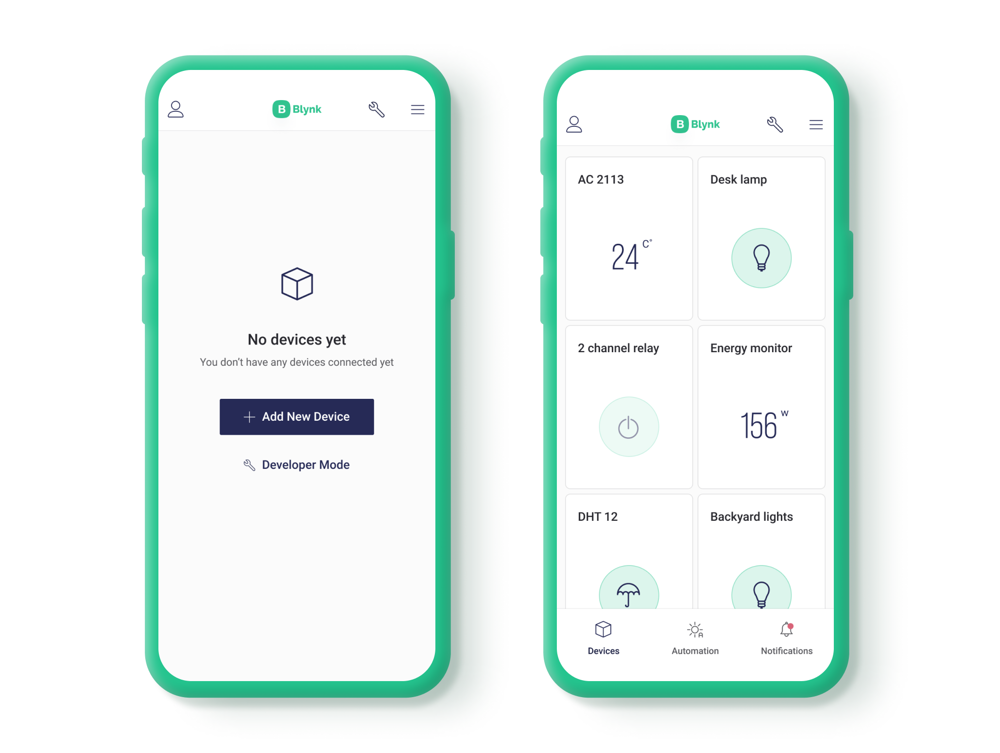 B Blynk
No devices yet
You don't have any devices connected yet
Add New Device
Developer Mode
B Blynk
AC 2113
Desk lamp
24 C°
2 channel relay
Energy monitor
156 W
DHT 12
Backyard lights
Devices
Automation
Notifications